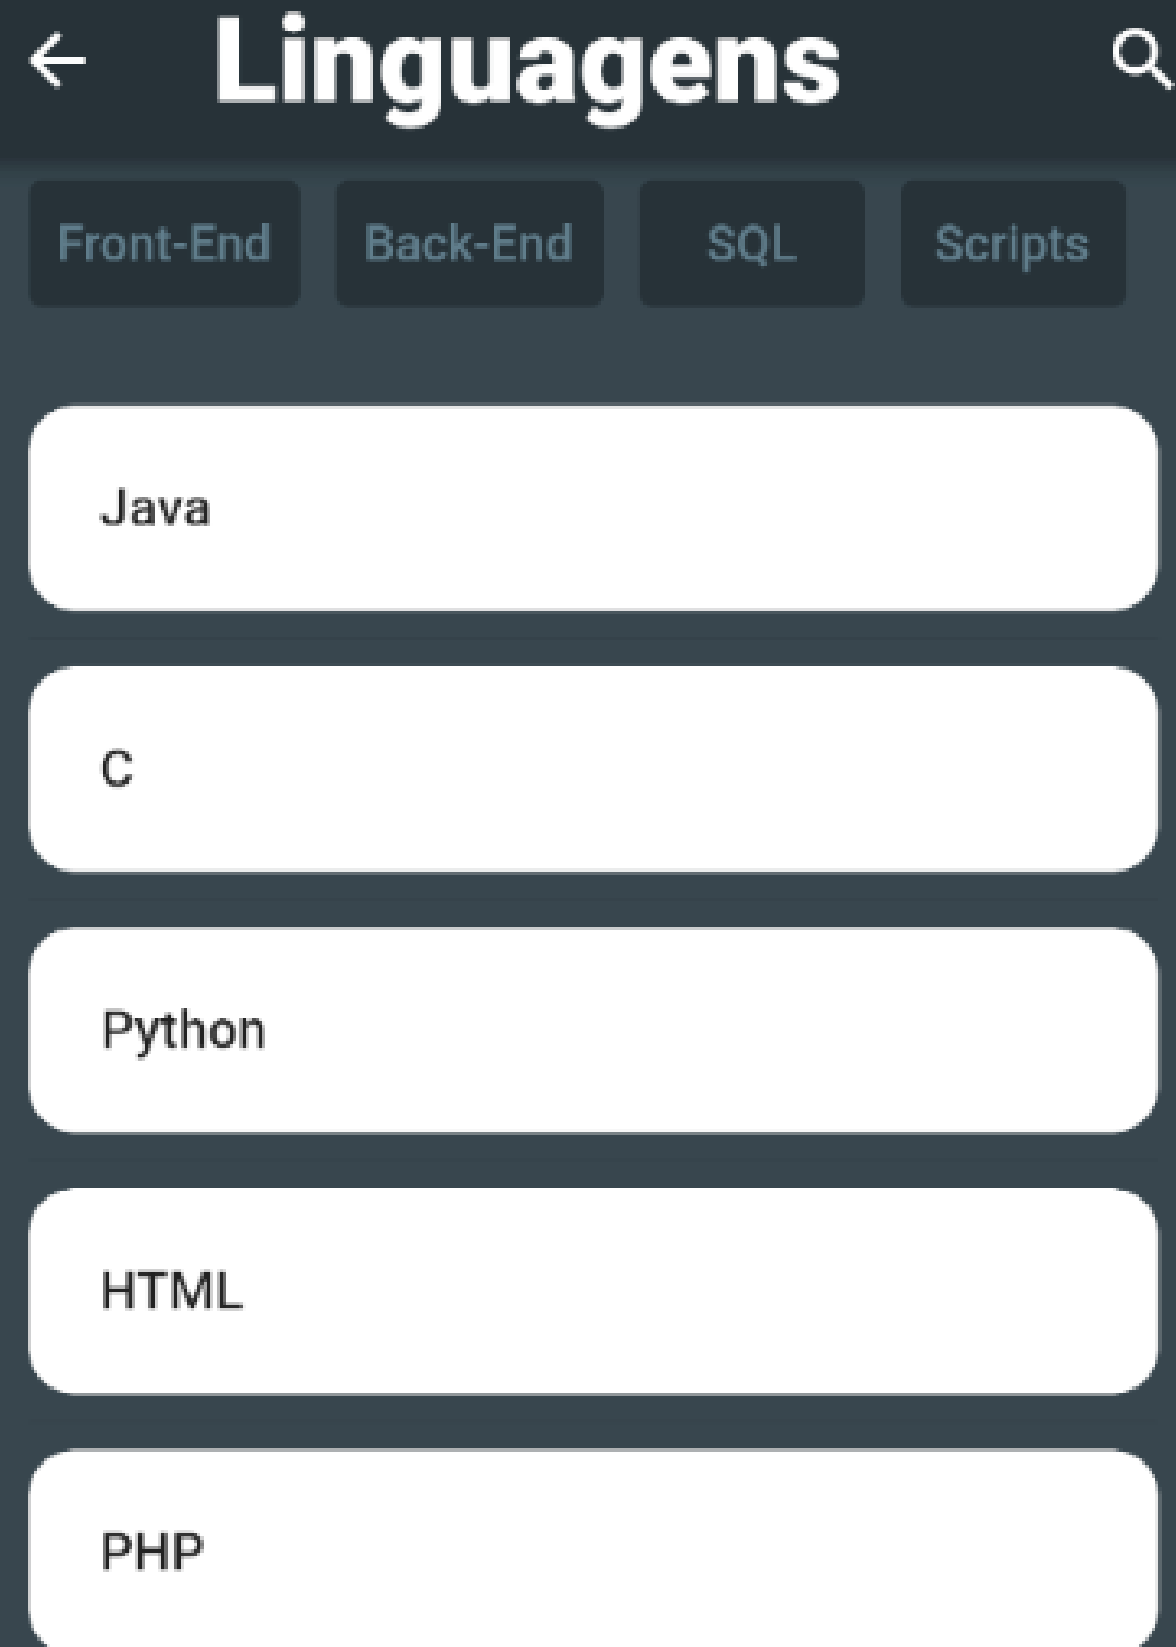 Linguagens
Front-End Back-End SQL Scripts
Java
C
Python
HTML
PHP